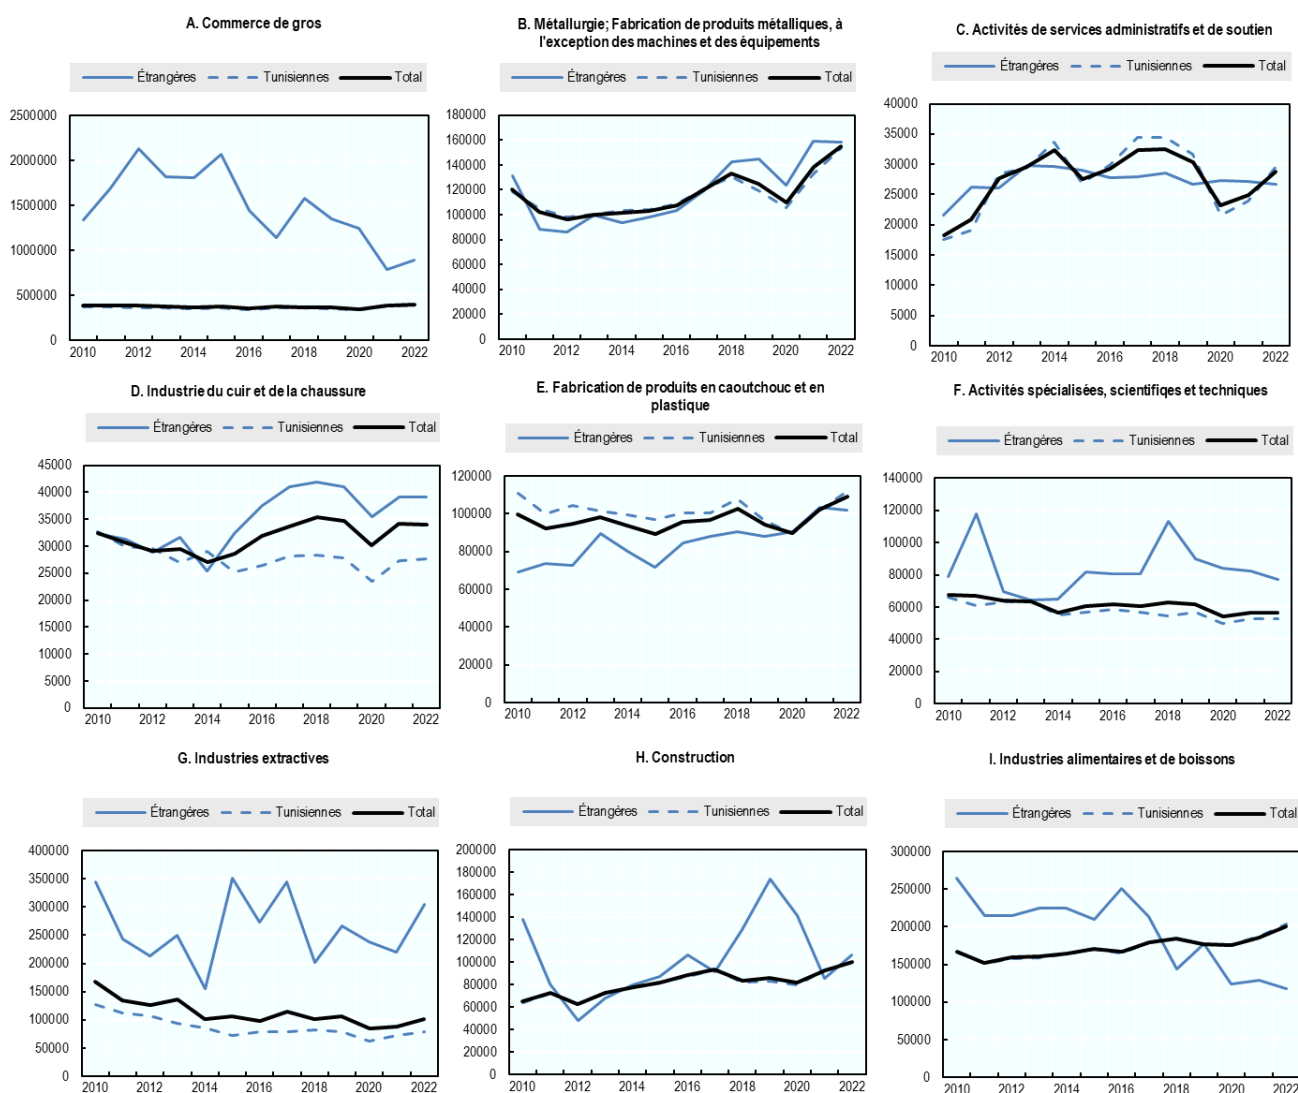 A. Commerce de gros
Étrangères Tunisiennes Total
2500000
2000000
1500000
1000000
500000
0
2010 2012 2014 2016 2018 2020 2022
B. Métallurgie; Fabrication de produits métalliques, à
l'exception des machines et des équipements
Étrangères Tunisiennes Total
180000
160000
140000
120000
100000
80000
60000
40000
20000
0
2010 2012 2014 2016 2018 2020 2022
C. Activités de services administratifs et de soutien
Étrangères Tunisiennes Total
40000
35000
30000
25000
20000
15000
10000
5000
0
2010 2012 2014 2016 2018 2020 2022
D. Industrie du cuir et de la chaussure
Étrangères Tunisiennes Total
45000
40000
35000
30000
25000
20000
15000
10000
5000
0
2010 2012 2014 2016 2018 2020 2022
E. Fabrication de produits en caoutchouc et en
plastique
Étrangères Tunisiennes Total
120000
100000
80000
60000
40000
20000
0
2010 2012 2014 2016 2018 2020 2022
F. Activités spécialisées, scientifiqes et techniques
Étrangères Tunisiennes Total
140000
120000
100000
80000
60000
40000
20000
0
2010 2012 2014 2016 2018 2020 2022
G. Industries extractives
Étrangères Tunisiennes Total
400000
350000
300000
250000
200000
150000
100000
50000
0
2010 2012 2014 2016 2018 2020 2022
H. Construction
Étrangères Tunisiennes Total
200000
180000
160000
140000
120000
100000
80000
60000
40000
20000
0
2010 2012 2014 2016 2018 2020 2022
I. Industries alimentaires et de boissons
Étrangères Tunisiennes Total
300000
250000
200000
150000
100000
50000
0
2010 2012 2014 2016 2018 2020 2022